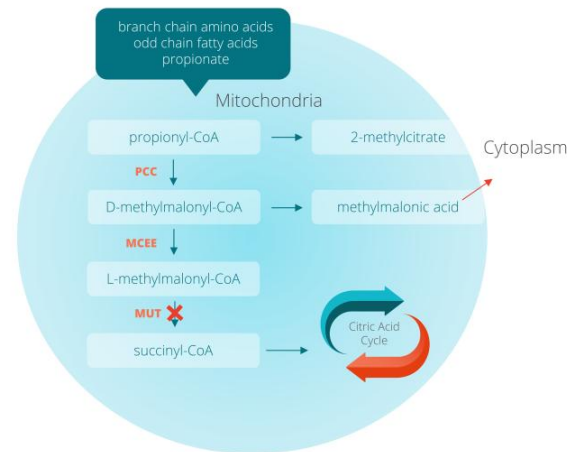 branch chain amino acids
odd chain fatty acids
propionate
Mitochondria
propionyl-CoA
2-methylcitrate
Cytoplasm
PCC
D-methylmalonyl-CoA
methylmalonic acid
MCEE
L-methylmalonyl-CoA
MUT
Citric Acid
Cycle
succinyl-CoA